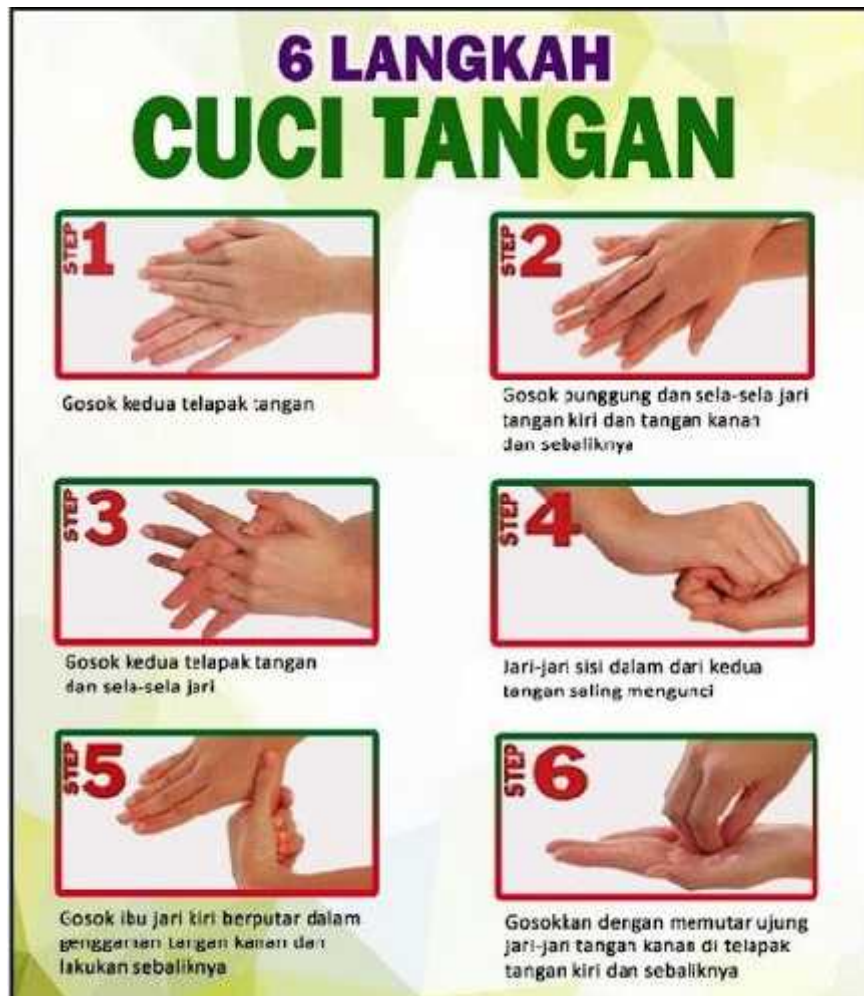 6 LANGKAH
CUCI TANGAN
STEP 1
Gosok kedua telapak tangan
STEP 2
Gosok punggung dan sela-sela jari
tangan kiri dan tangan kanan
dan sebaliknya
STEP 3
Gosok kedua telapak tangan
dan sela-sela jari
STEP 4
Jari-jari sisi dalam dari kedua
tangan saling mengunci
STEP 5
Gosok ibu jari kiri berputar dalam
genggaman tangan kanan dan
lakukan sebaliknya
STEP 6
Gosokkan dengan memutar ujung
jari-jari tangan kanan di telapak
tangan kiri dan sebaliknya